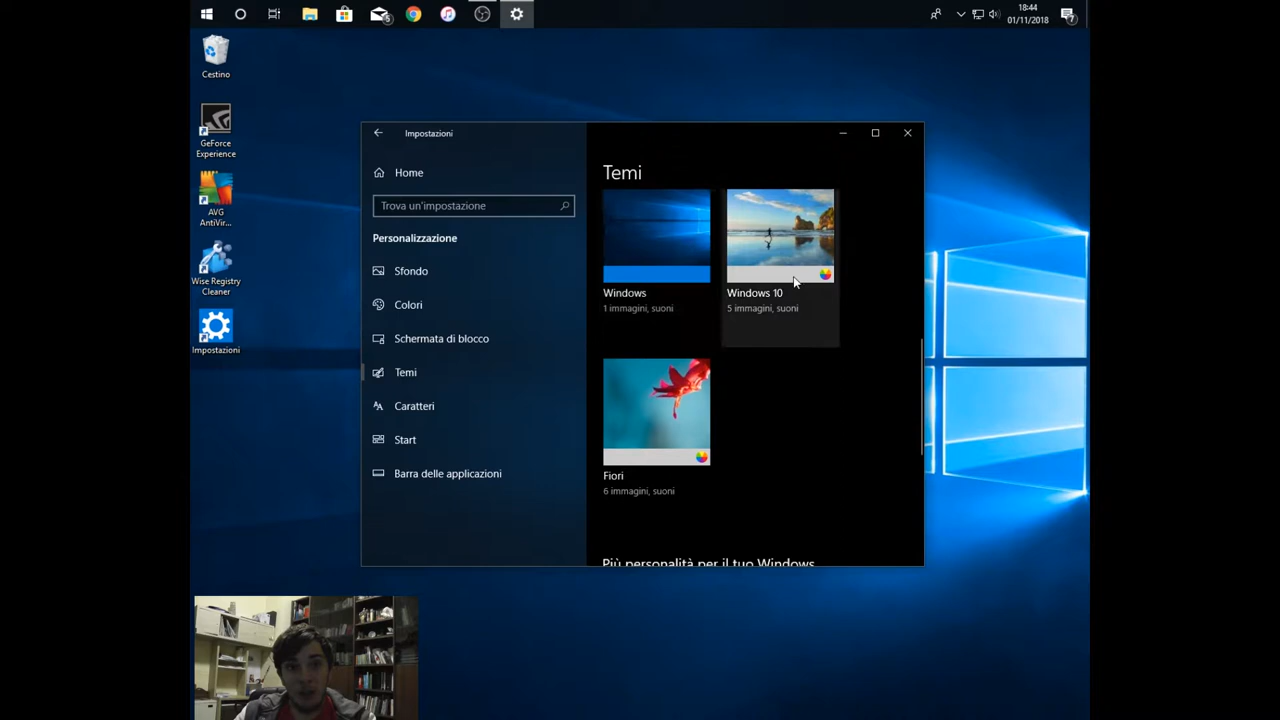 18:44
01/11/2018
5
7
Cestino
GeForce
Experience
AVG
AntiVir...
Wise Registry
Cleaner
Impostazioni
Impostazioni
Home
Trova un'impostazione
Personalizzazione
Sfondo
Colori
Schermata di blocco
Temi
Caratteri
Start
Barra delle applicazioni
Temi
Windows
1 immagini, suoni
Windows 10
5 immagini, suoni
Fiori
6 immagini, suoni
Più personalità per il tuo Windows